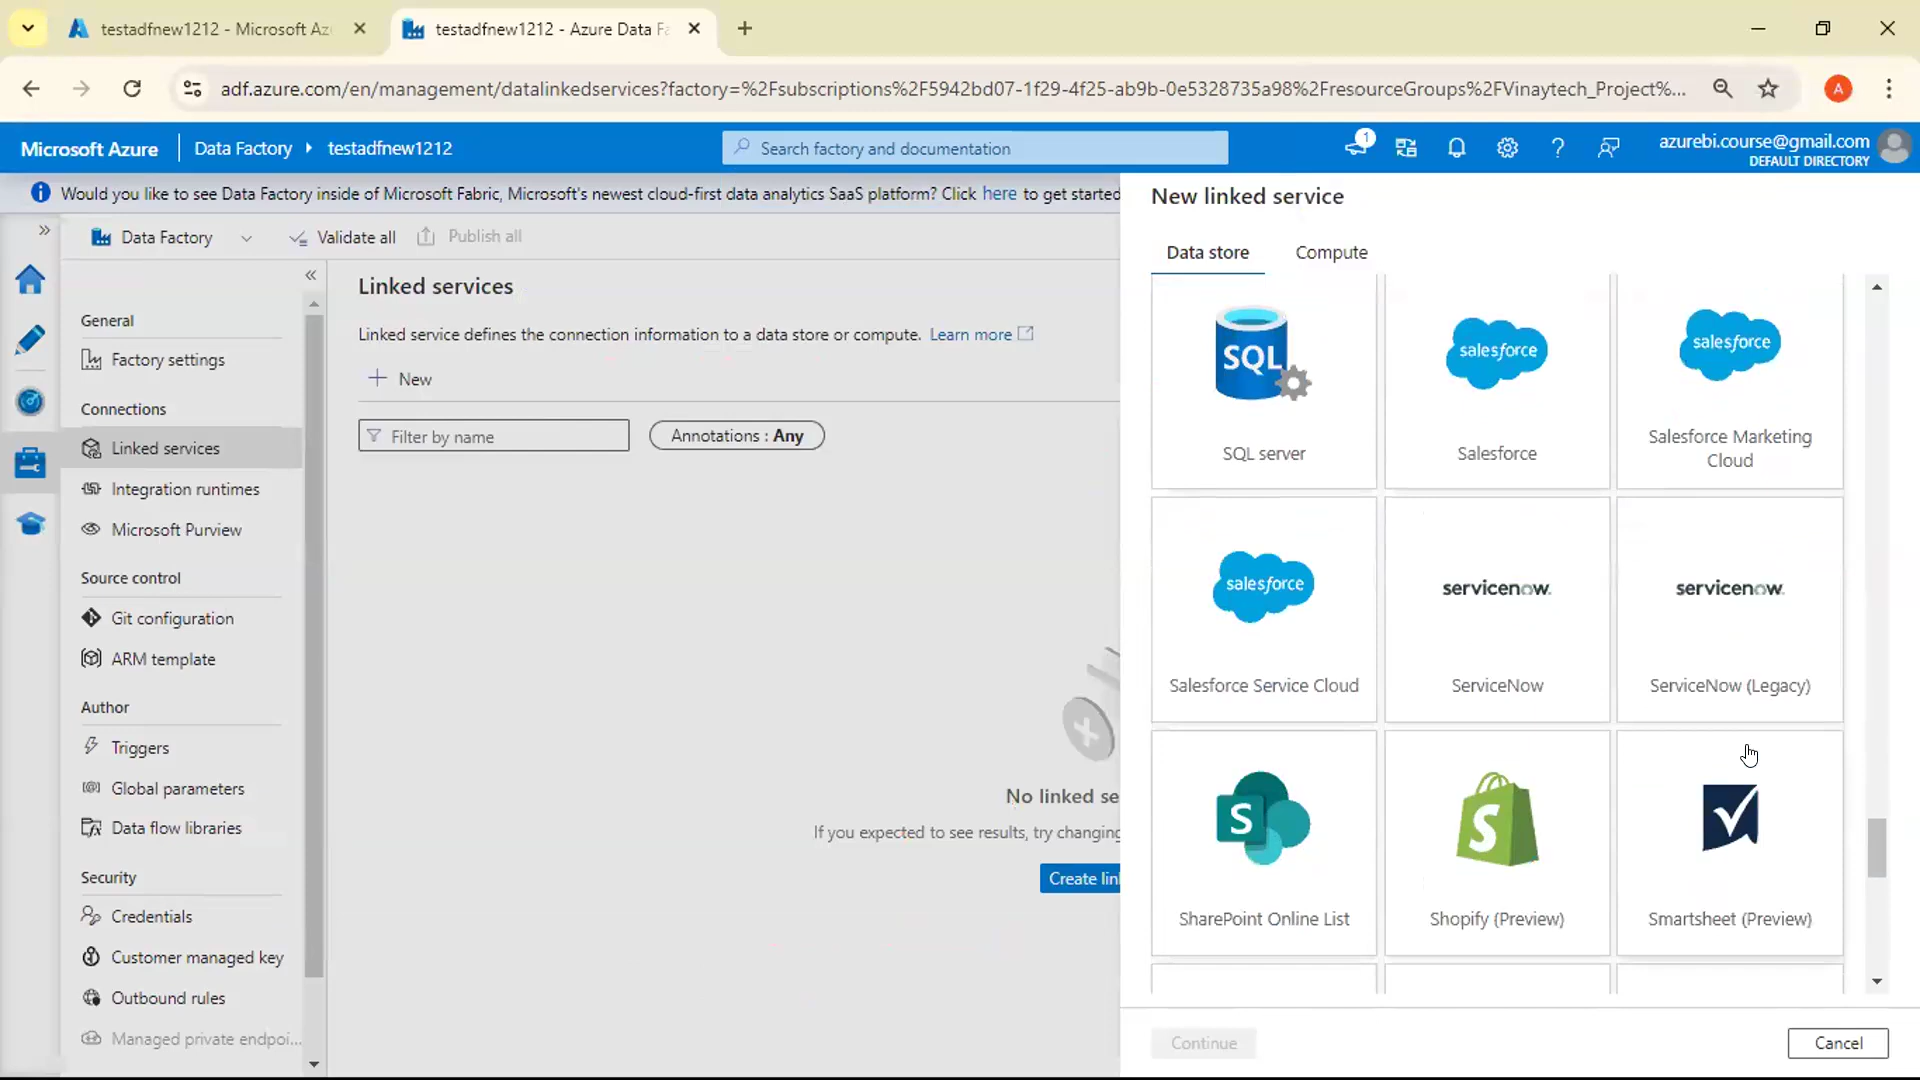 testadfnew1212 - Microsoft Az
testadfnew1212 - Azure Data Fa
adf.azure.com/en/management/datalinkedservices?factory=%2Fsubscriptions%2F5942bd07-1f29-4f25-ab9b-0e5328735a98%2FresourceGroups%2FVinaytech_Project%...
A
Microsoft Azure
Data Factory
testadfnew1212
Search factory and documentation
1
azurebi.course@gmail.com
DEFAULT DIRECTORY
Would you like to see Data Factory inside of Microsoft Fabric, Microsoft's newest cloud-first data analytics SaaS platform? Click here to get started
Data Factory
Validate all
Publish all
General
Factory settings
Connections
Linked services
Integration runtimes
Microsoft Purview
Source control
Git configuration
ARM template
Author
Triggers
Global parameters
Data flow libraries
Security
Credentials
Customer managed key
Outbound rules
Managed private endpoi...
Linked services
Linked service defines the connection information to a data store or compute. Learn more
New
Filter by name
Annotations : Any
No linked se
If you expected to see results, try changing
Create lin
New linked service
Data store
Compute
SQL
SQL server
salesforce
Salesforce
salesforce
Salesforce Marketing
Cloud
salesforce
Salesforce Service Cloud
servicenow.
ServiceNow
servicenow.
ServiceNow (Legacy)
S
SharePoint Online List
S
Shopify (Preview)
Smartsheet (Preview)
Continue
Cancel